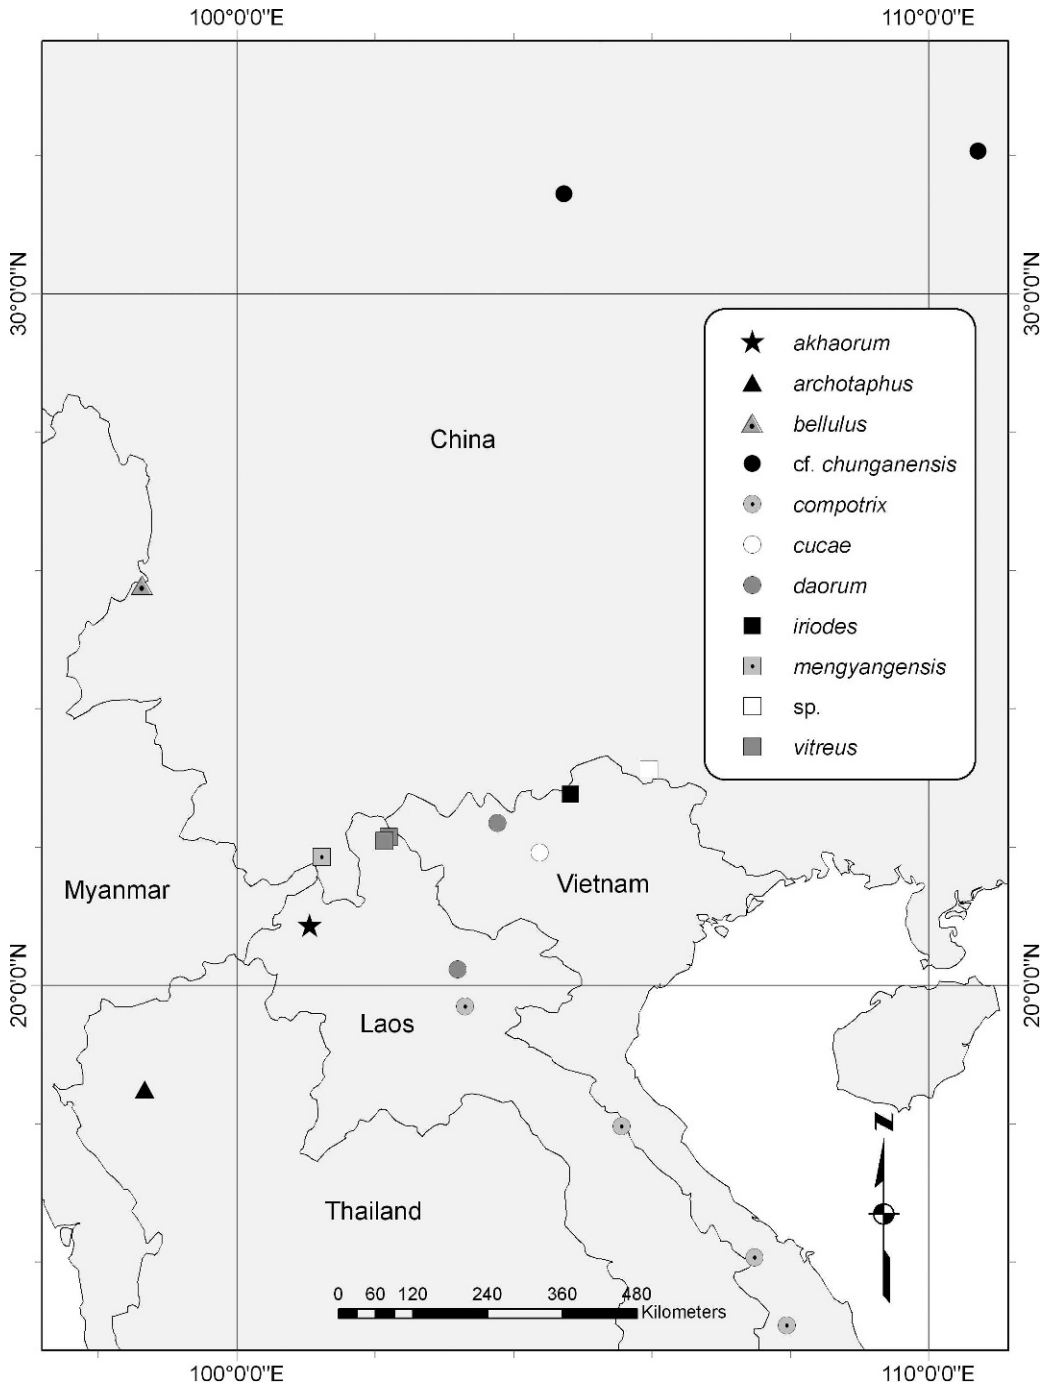 100°0'0"E 110°0'0"E
30°0'0"N 30°0'0"N
akhaorum
archotaphus
bellulus
China
cf. chunganensis
compotrix
cucae
daorum
iriodes
mengyangensis
sp.
vitreus
Myanmar
Vietnam
20°0'0"N 20°0'0"N
Laos
N
Thailand
0 60 120 240 360 480
Kilometers
100°0'0"E 110°0'0"E